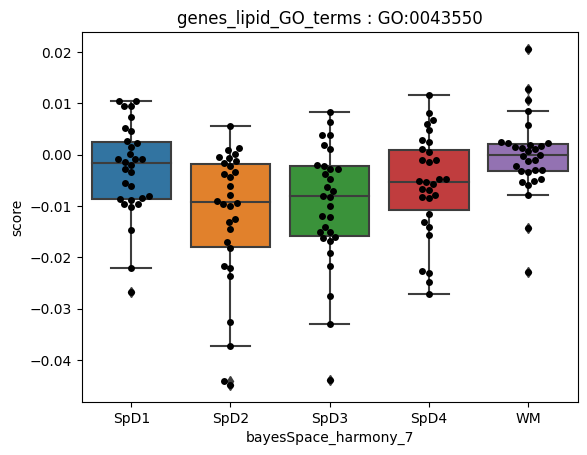 genes_lipid_GO_terms : GO:0043550
0.02
0.01
0.00
−0.01
−0.02
−0.03
−0.04
score
SpD1 SpD2 SpD3 SpD4 WM
bayesSpace_harmony_7